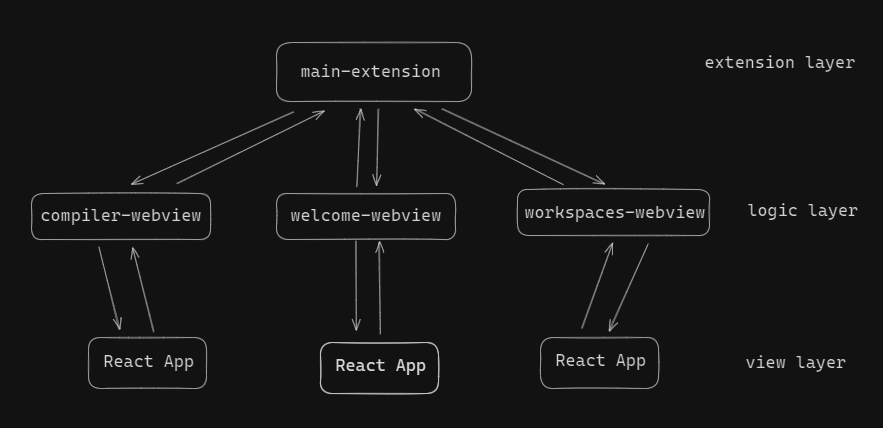 main-extension
extension layer
compiler-webview
welcome-webview
workspaces-webview
logic layer
React App
React App
React App
view layer